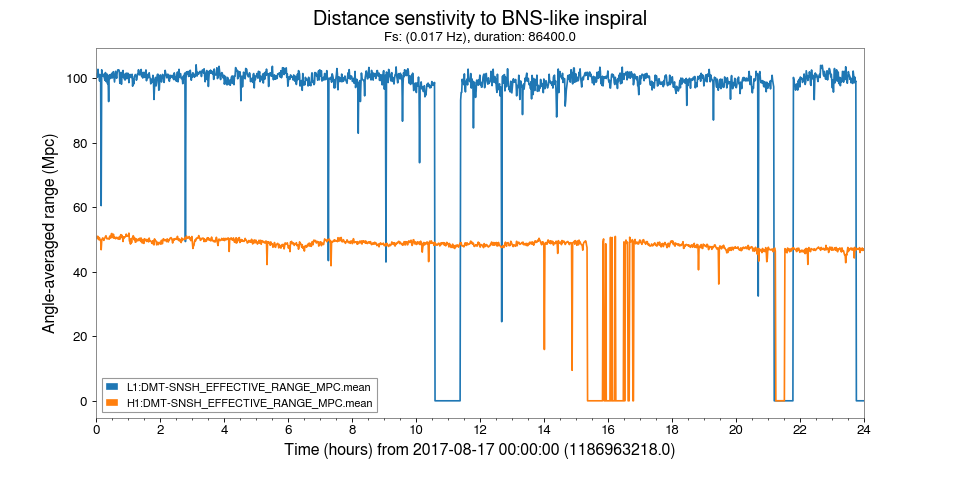 Distance senstivity to BNS-like inspiral
Fs: (0.017 Hz), duration: 86400.0
Angle-averaged range (Mpc)
100
80
60
40
20
0
L1:DMT-SNSH_EFFECTIVE_RANGE_MPC.mean
H1:DMT-SNSH_EFFECTIVE_RANGE_MPC.mean
0 2 4 6 8 10 12 14 16 18 20 22 24
Time (hours) from 2017-08-17 00:00:00 (1186963218.0)